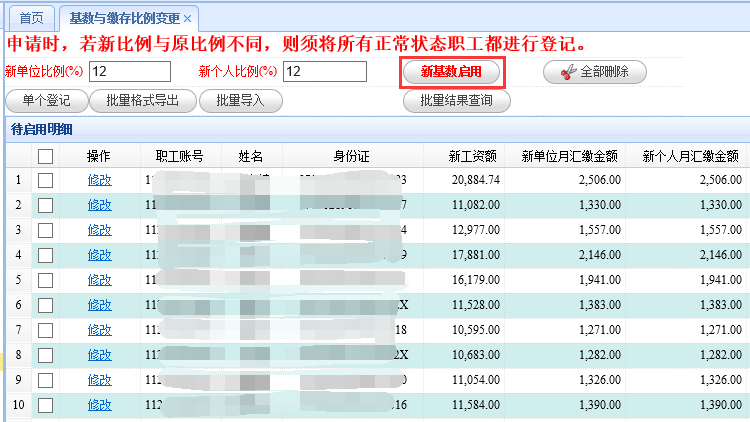 首页 基数与缴存比例变更 ×
申请时，若新比例与原比例不同，则须将所有正常状态职工都进行登记。
新单位比例(%) 12 新个人比例(%) 12 新基数启用 全部删除
单个登记 批量格式导出 批量导入 批量结果查询
待启用明细
操作 职工账号 姓名 身份证 新工资额 新单位月汇缴金额 新个人月汇缴金额
1 修改 20,884.74 2,506.00 2,506.00
2 修改 11,082.00 1,330.00 1,330.00
3 修改 12,977.00 1,557.00 1,557.00
4 修改 17,881.00 2,146.00 2,146.00
5 修改 16,179.00 1,941.00 1,941.00
6 修改 11,528.00 1,383.00 1,383.00
7 修改 10,595.00 1,271.00 1,271.00
8 修改 10,683.00 1,282.00 1,282.00
9 修改 11,054.00 1,326.00 1,326.00
10 修改 11,584.00 1,390.00 1,390.00